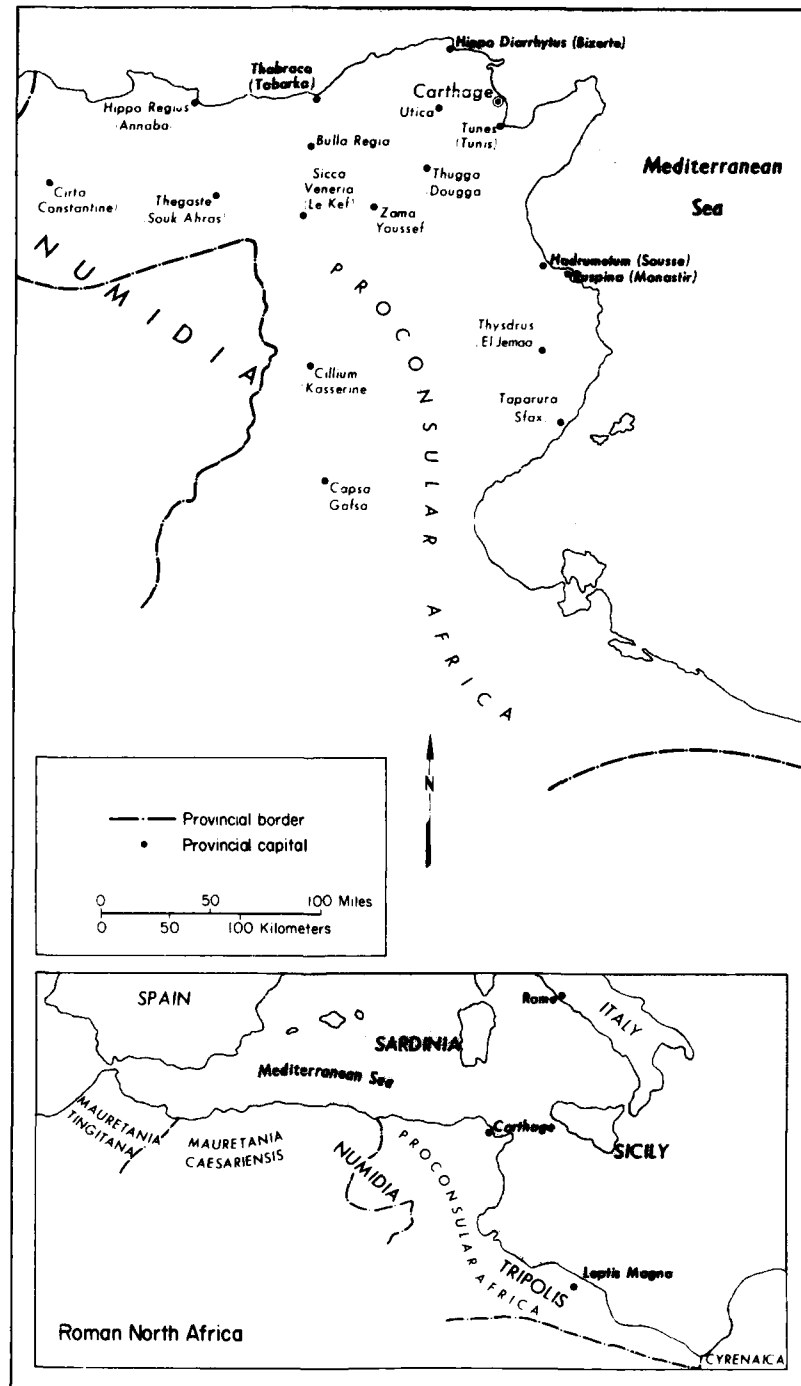 Hippo Diarrhytus (Bizerte)
Thabraca
(Tabarka)
Carthage
Hippo Regius
Annaba
Utica
Tunes
(Tunis)
Bulla Regia
Mediterranean
Sea
Sicca
Veneria
(Le Kef)
Thugga
Dougga
Cirta
Constantine)
Thegaste
(Souk Ahras)
Zama
Youssef
NUMIDIA
PROCONSULAR AFRICA
Hadrumetum (Sousse)
Ruspina (Monastir)
Thysdrus
El Jemaa
Cillium
Kasserine
Taparura
Sfax
Capsa
Gafsa
N
Provincial border
Provincial capital
0 50 100 Miles
0 50 100 Kilometers
SPAIN
Rome
ITALY
SARDINIA
Mediterranean Sea
MAURETANIA
TINGITANA
MAURETANIA
CAESARIENSIS
Carthage
SICILY
NUMIDIA
PROCONSULAR AFRICA
TRIPOLIS
Leptis Magna
Roman North Africa
CYRENAICA